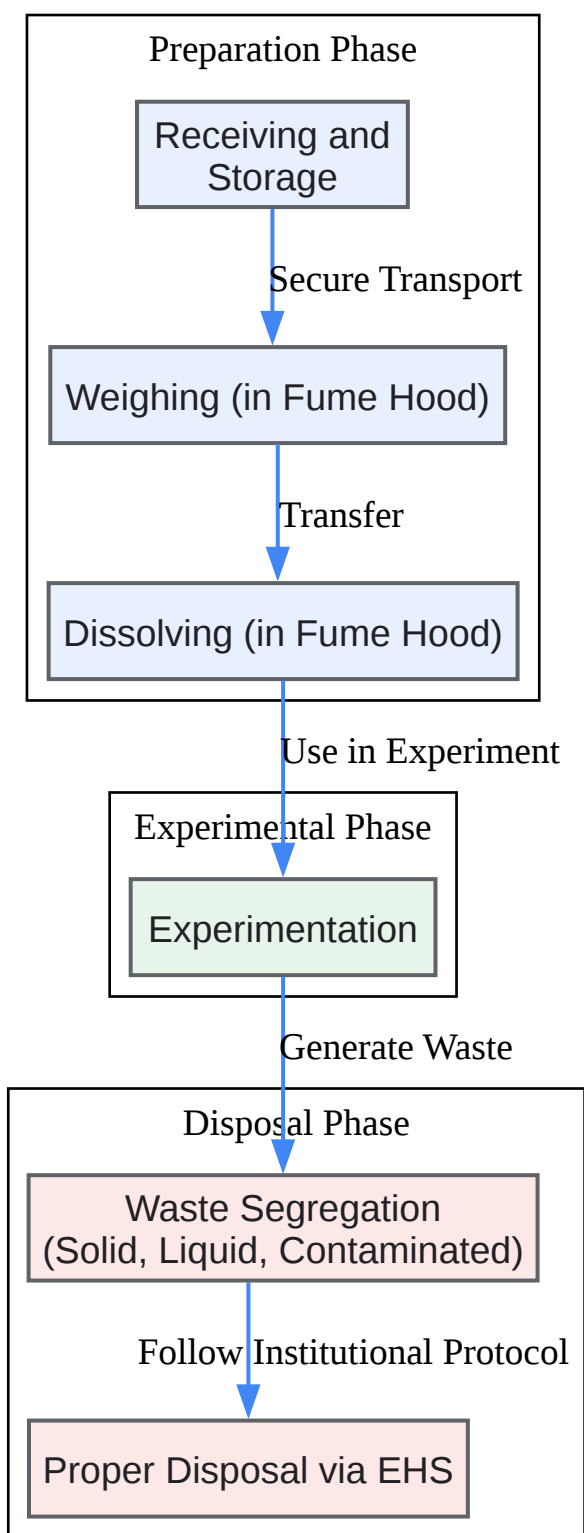 Preparation Phase
Receiving and
Storage
Secure Transport
Weighing (in Fume Hood)
Transfer
Dissolving (in Fume Hood)
Use in Experiment
Experimental Phase
Experimentation
Generate Waste
Disposal Phase
Waste Segregation
(Solid, Liquid, Contaminated)
Follow Institutional Protocol
Proper Disposal via EHS